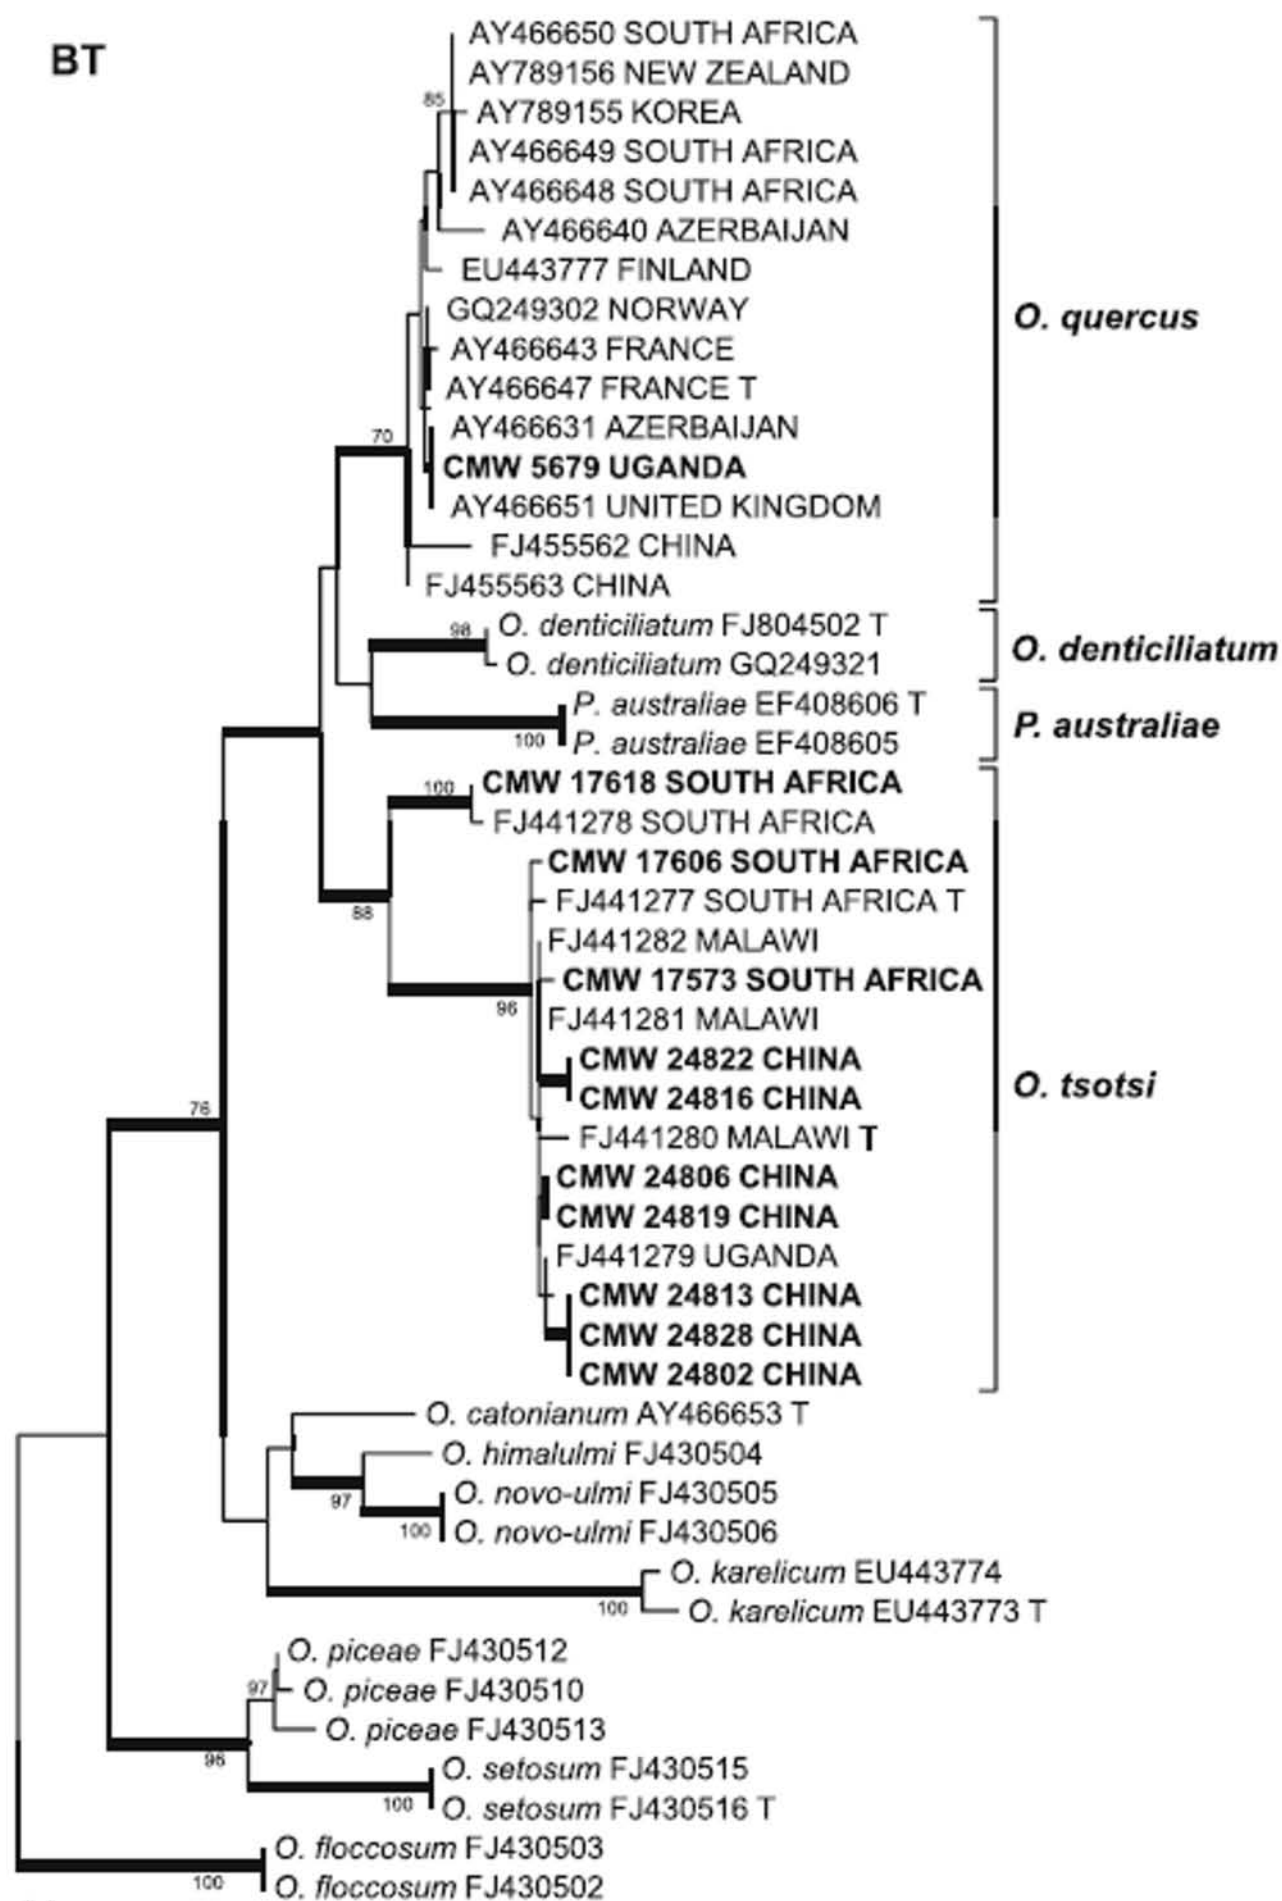 BT
AY466650 SOUTH AFRICA
AY789156 NEW ZEALAND
85
AY789155 KOREA
AY466649 SOUTH AFRICA
AY466648 SOUTH AFRICA
AY466640 AZERBAIJAN
EU443777 FINLAND
GQ249302 NORWAY
O. quercus
AY466643 FRANCE
AY466647 FRANCE T
AY466631 AZERBAIJAN
70
CMW 5679 UGANDA
AY466651 UNITED KINGDOM
FJ455562 CHINA
FJ455563 CHINA
98
O. denticiliatum FJ804502 T
O. denticiliatum GQ249321
O. denticiliatum
P. australiae EF408606 T
P. australiae
100
P. australiae EF408605
100
CMW 17618 SOUTH AFRICA
FJ441278 SOUTH AFRICA
CMW 17606 SOUTH AFRICA
88
FJ441277 SOUTH AFRICA T
FJ441282 MALAWI
CMW 17573 SOUTH AFRICA
96
FJ441281 MALAWI
CMW 24822 CHINA
O. tsotsi
CMW 24816 CHINA
76
FJ441280 MALAWI T
CMW 24806 CHINA
CMW 24819 CHINA
FJ441279 UGANDA
CMW 24813 CHINA
CMW 24828 CHINA
CMW 24802 CHINA
O. catonianum AY466653 T
O. himalulmi FJ430504
97
O. novo-ulmi FJ430505
100
O. novo-ulmi FJ430506
O. karelicum EU443774
100
O. karelicum EU443773 T
O. piceae FJ430512
97
O. piceae FJ430510
O. piceae FJ430513
96
O. setosum FJ430515
100
O. setosum FJ430516 T
O. floccosum FJ430503
100
O. floccosum FJ430502